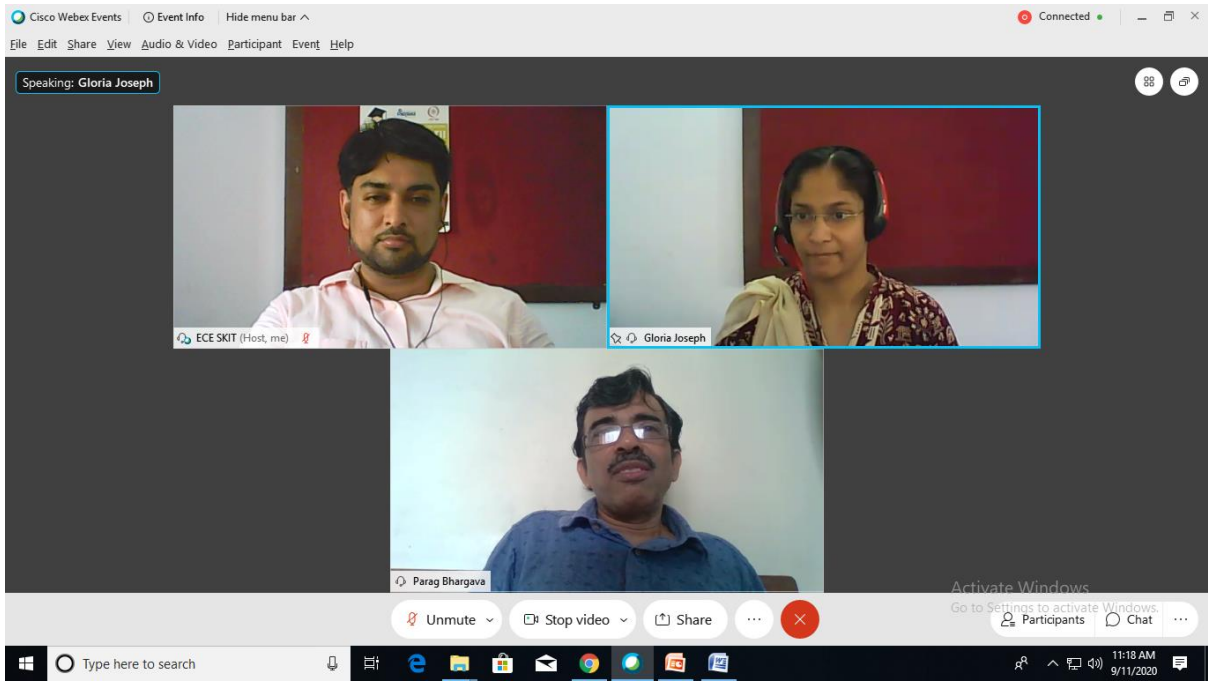 Cisco Webex Events Event Info Hide menu bar Connected
File Edit Share View Audio & Video Participant Event Help
Speaking: Gloria Joseph
ECE SKIT (Host, me)
Gloria Joseph
Parag Bhargava
Activate Windows
Go to Settings to activate Windows.
Unmute Stop video Share Participants Chat
Type here to search
11:18 AM
9/11/2020